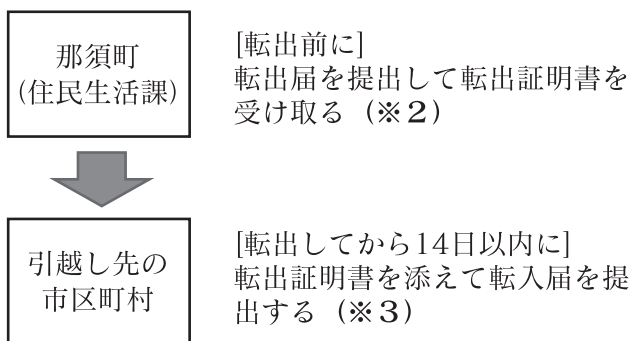 那須町
(住民生活課)
[転出前に]
転出届を提出して転出証明書を
受け取る（※2）
引越し先の
市区町村
[転出してから14日以内に]
転出証明書を添えて転入届を提
出する（※3）